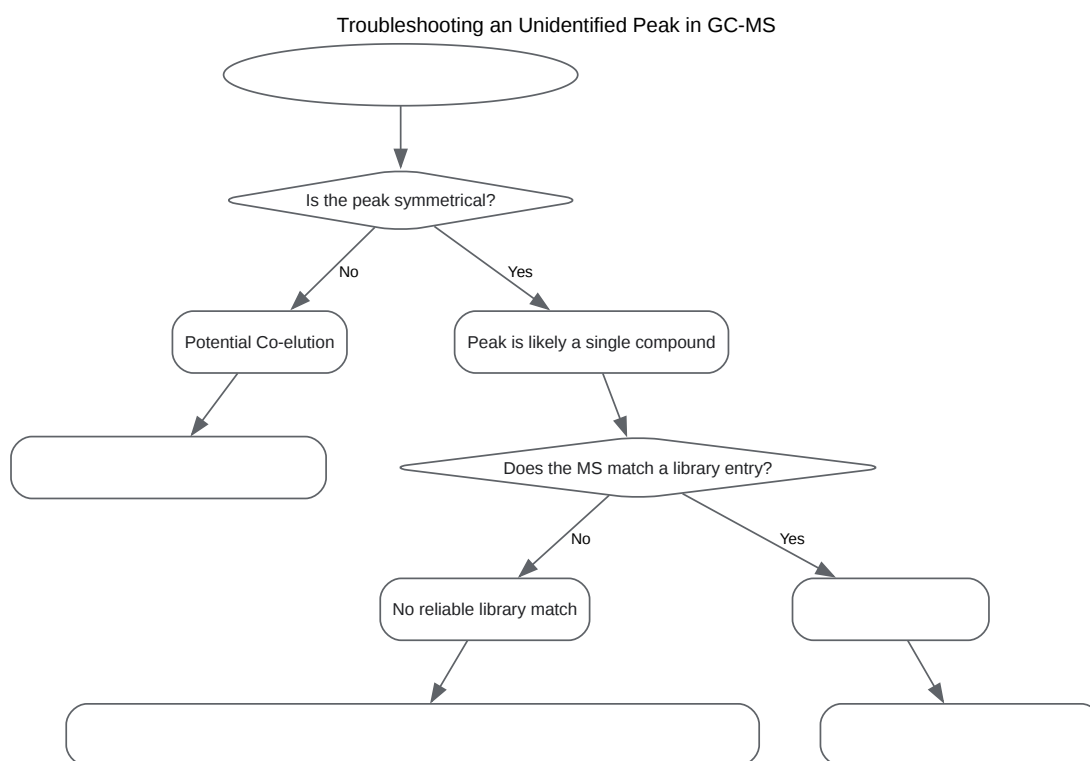 Troubleshooting an Unidentified Peak in GC-MS
Is the peak symmetrical?
No
Yes
Potential Co-elution
Peak is likely a single compound
Does the MS match a library entry?
No
Yes
No reliable library match